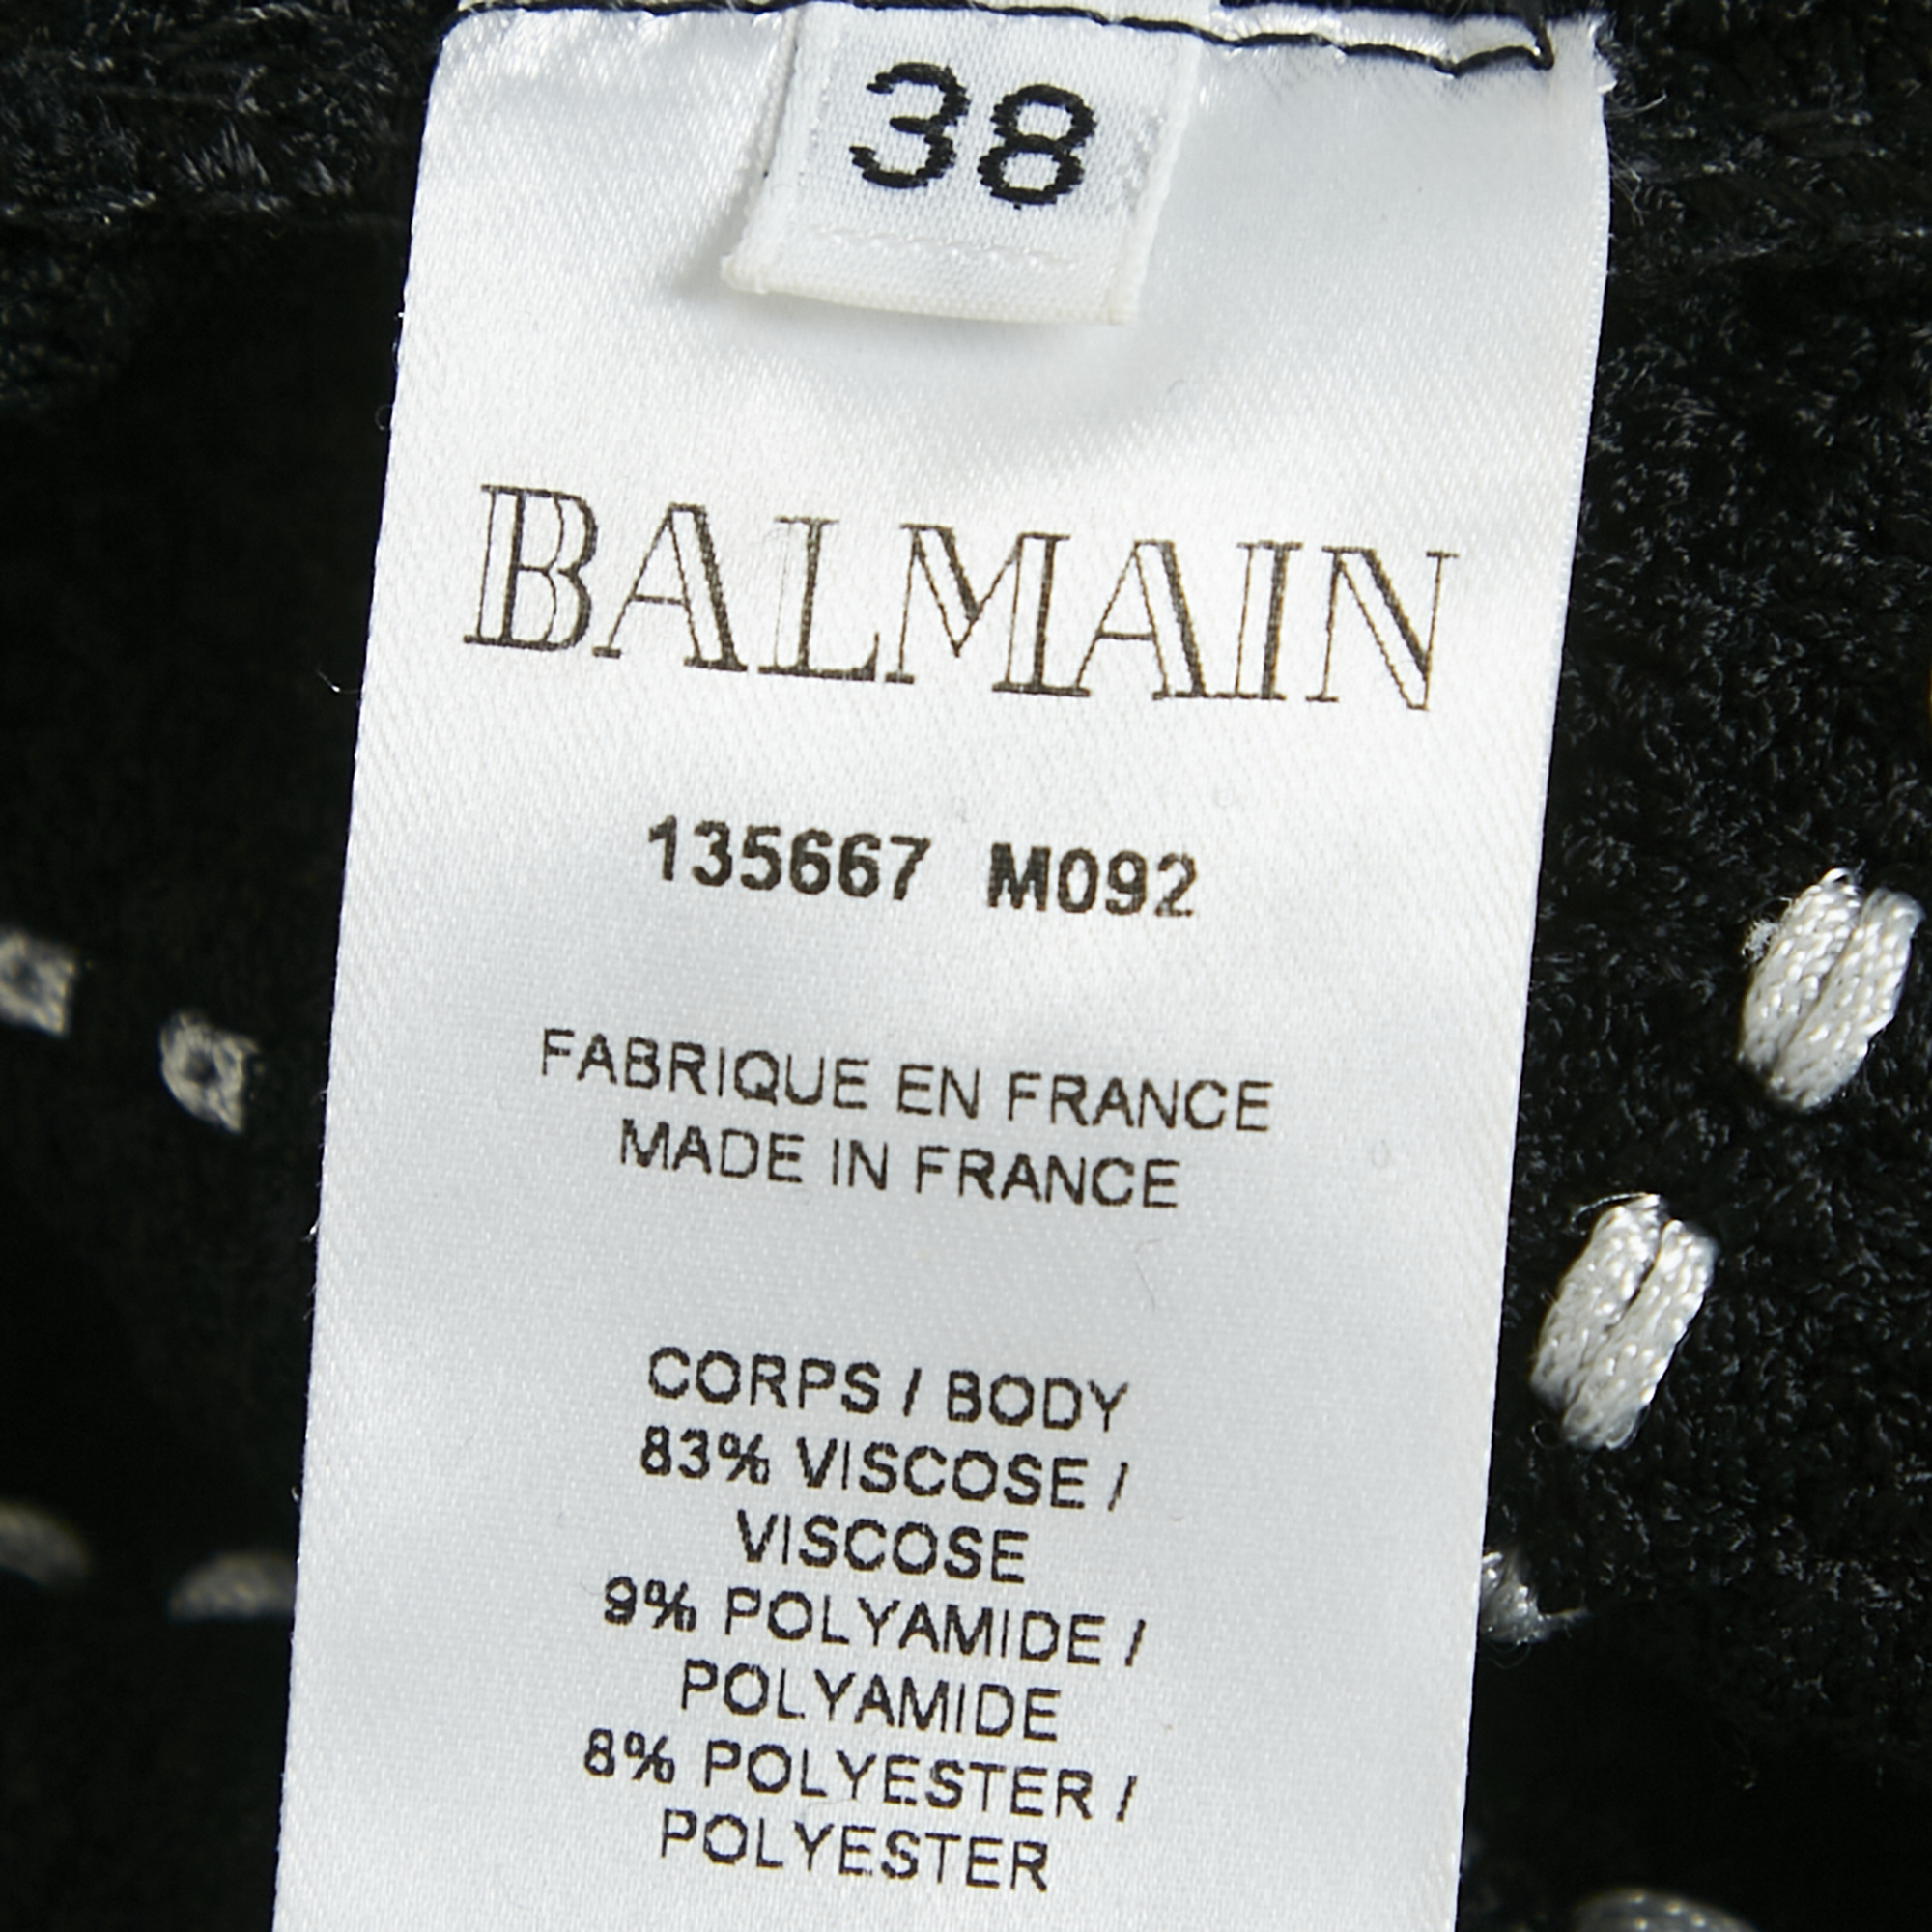 38
BALMAIN
135667 M092
FABRIQUE EN FRANCE
MADE IN FRANCE
CORPS / BODY
83% VISCOSE /
VISCOSE
9% POLYAMIDE /
POLYAMIDE
8% POLYESTER /
POLYESTER